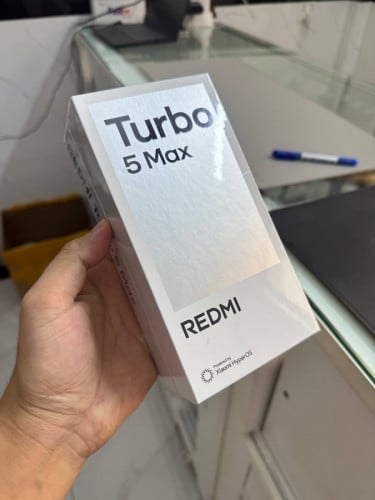 Turbo
5 Max
REDMI
Powered by
Xiaomi HyperOS